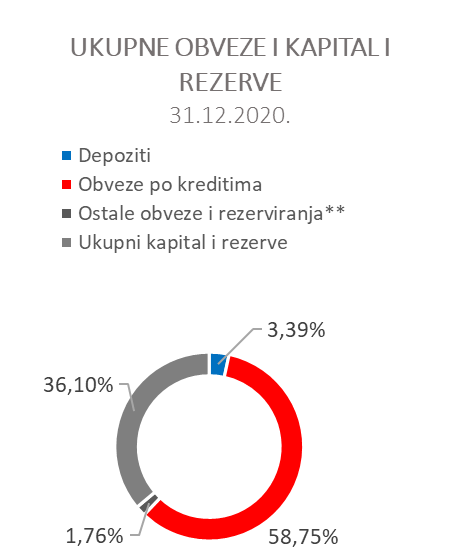 UKUPNE OBVEZE I KAPITAL I
REZERVE
31.12.2020.
Depoziti
Obveze po kreditima
Ostale obveze i rezerviranja**
Ukupni kapital i rezerve
3,39%
36,10%
1,76%
58,75%